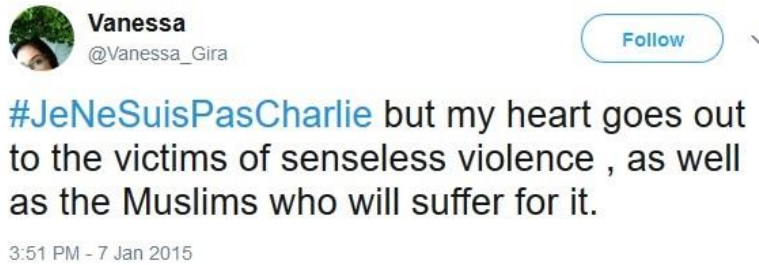 Vanessa
@Vanessa_Gira
Follow
#JeNeSuisPasCharlie but my heart goes out
to the victims of senseless violence , as well
as the Muslims who will suffer for it.
3:51 PM - 7 Jan 2015